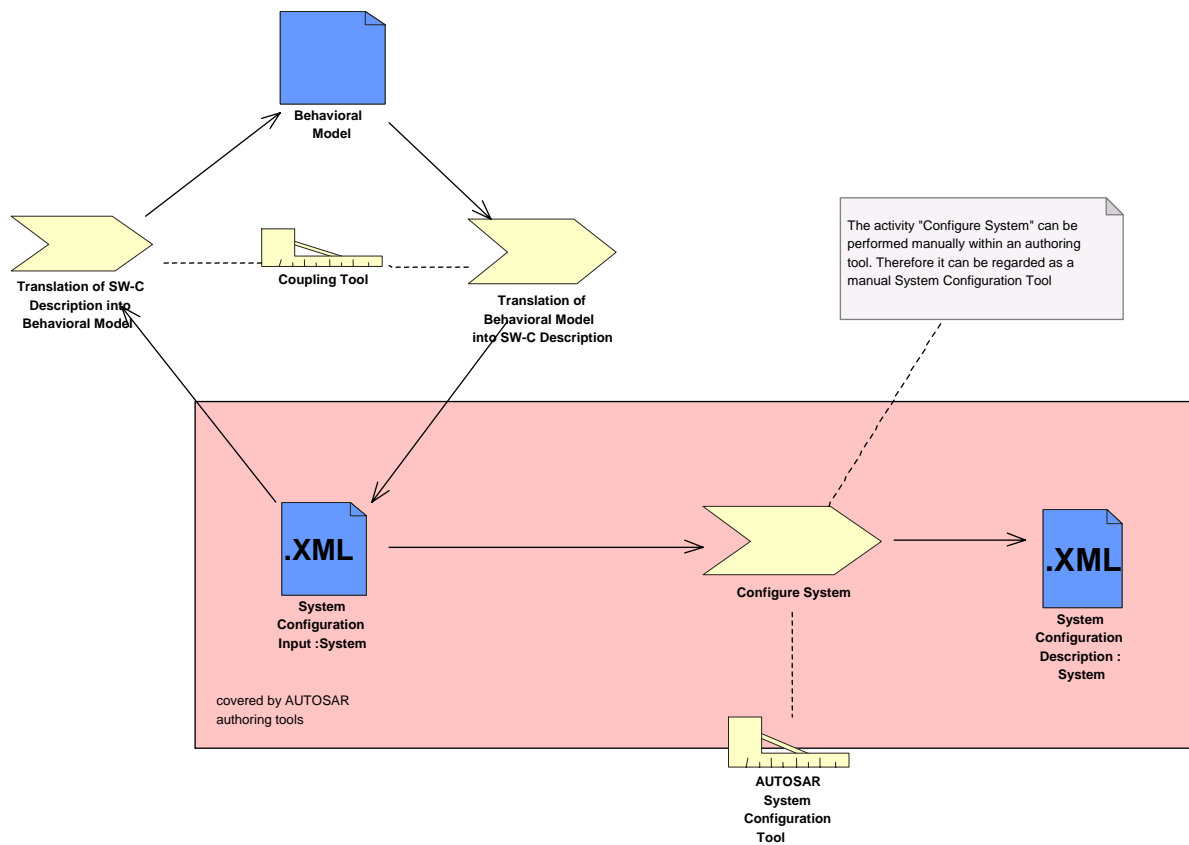 Behavioral
Model
Translation of SW-C
Description into
Behavioral Model
Coupling Tool
Translation of
Behavioral Model
into SW-C Description
The activity "Configure System" can be
performed manually within an authoring
tool. Therefore it can be regarded as a
manual System Configuration Tool
.XML
System
Configuration
Input :System
Configure System
.XML
System
Configuration
Description :
System
covered by AUTOSAR
authoring tools
AUTOSAR
System
Configuration
Tool